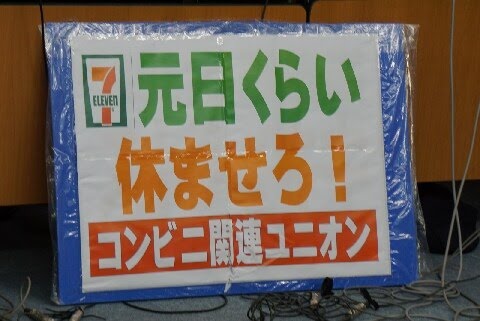 7 ELEVEn 元日くらい
休ませろ！
コンビニ関連ユニオン